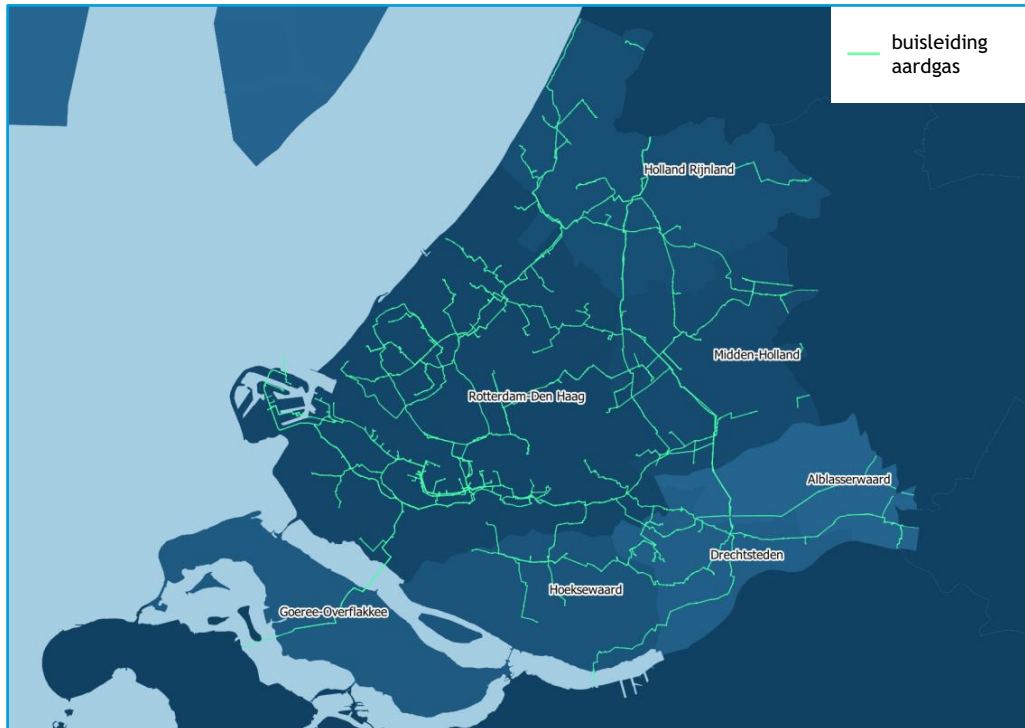 buisleiding
aardgas
Holland Rijnland
Midden-Holland
Rotterdam-Den Haag
Alblasserwaard
Drechtsteden
Hoeksewaard
Goeree-Overflakkee